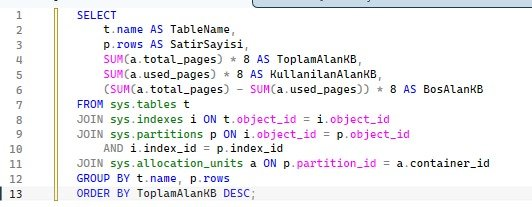 1 SELECT
2 t.name AS TableName,
3 p.rows AS SatirSayisi,
4 SUM(a.total_pages) * 8 AS ToplamAlanKB,
5 SUM(a.used_pages) * 8 AS KullanilanAlanKB,
6 (SUM(a.total_pages) - SUM(a.used_pages)) * 8 AS BosAlanKB
7 FROM sys.tables t
8 JOIN sys.indexes i ON t.object_id = i.object_id
9 JOIN sys.partitions p ON i.object_id = p.object_id
10 AND i.index_id = p.index_id
11 JOIN sys.allocation_units a ON p.partition_id = a.container_id
12 GROUP BY t.name, p.rows
13 ORDER BY ToplamAlanKB DESC;